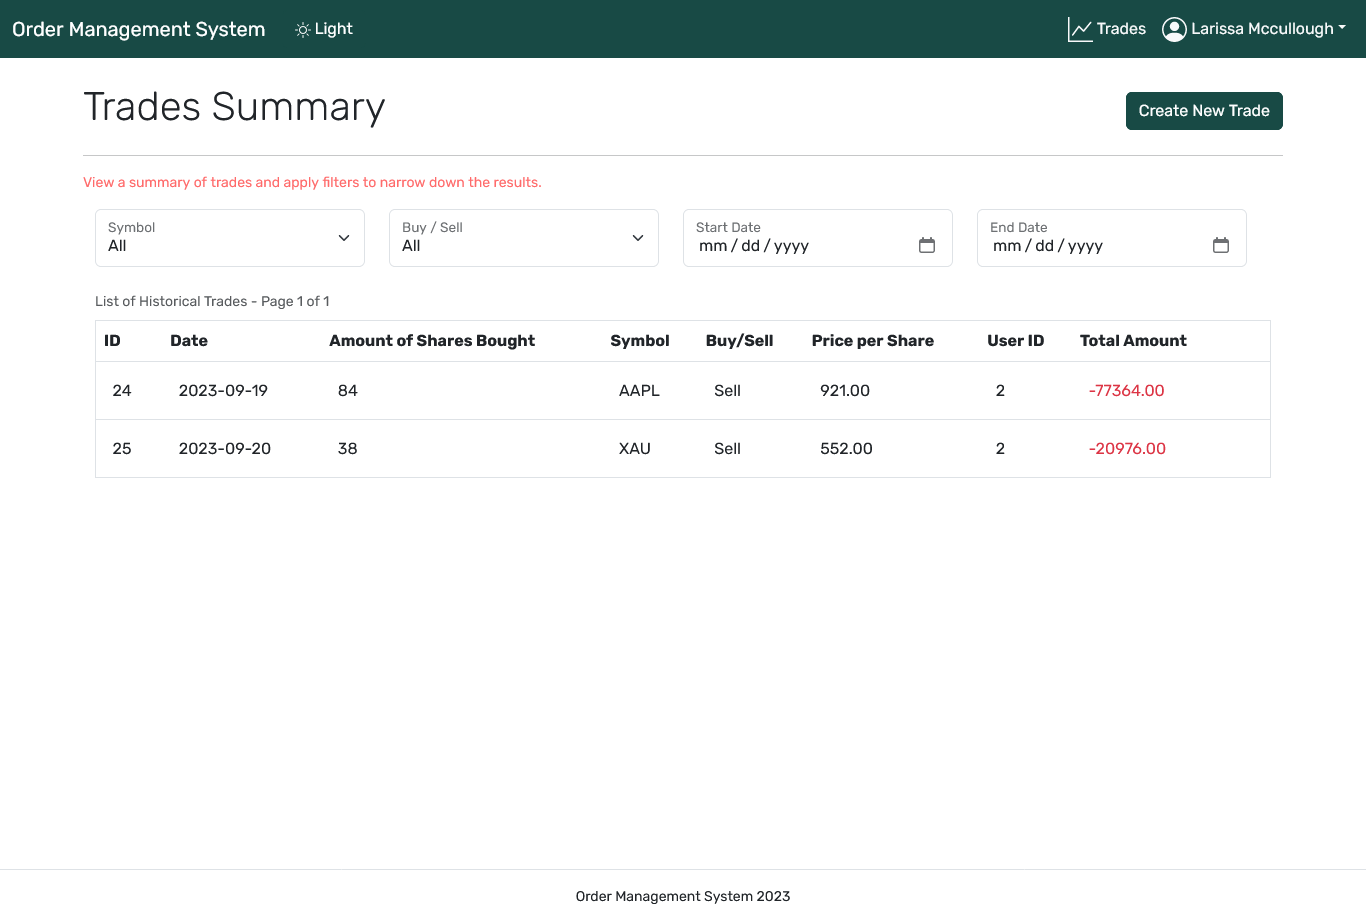 Order Management System Light Trades Larissa Mccullough
Trades Summary
Create New Trade
View a summary of trades and apply filters to narrow down the results.
Symbol Buy / Sell Start Date End Date
All All mm / dd / yyyy mm / dd / yyyy
List of Historical Trades - Page 1 of 1
ID Date Amount of Shares Bought Symbol Buy/Sell Price per Share User ID Total Amount
24 2023-09-19 84 AAPL Sell 921.00 2 -77364.00
25 2023-09-20 38 XAU Sell 552.00 2 -20976.00
Order Management System 2023